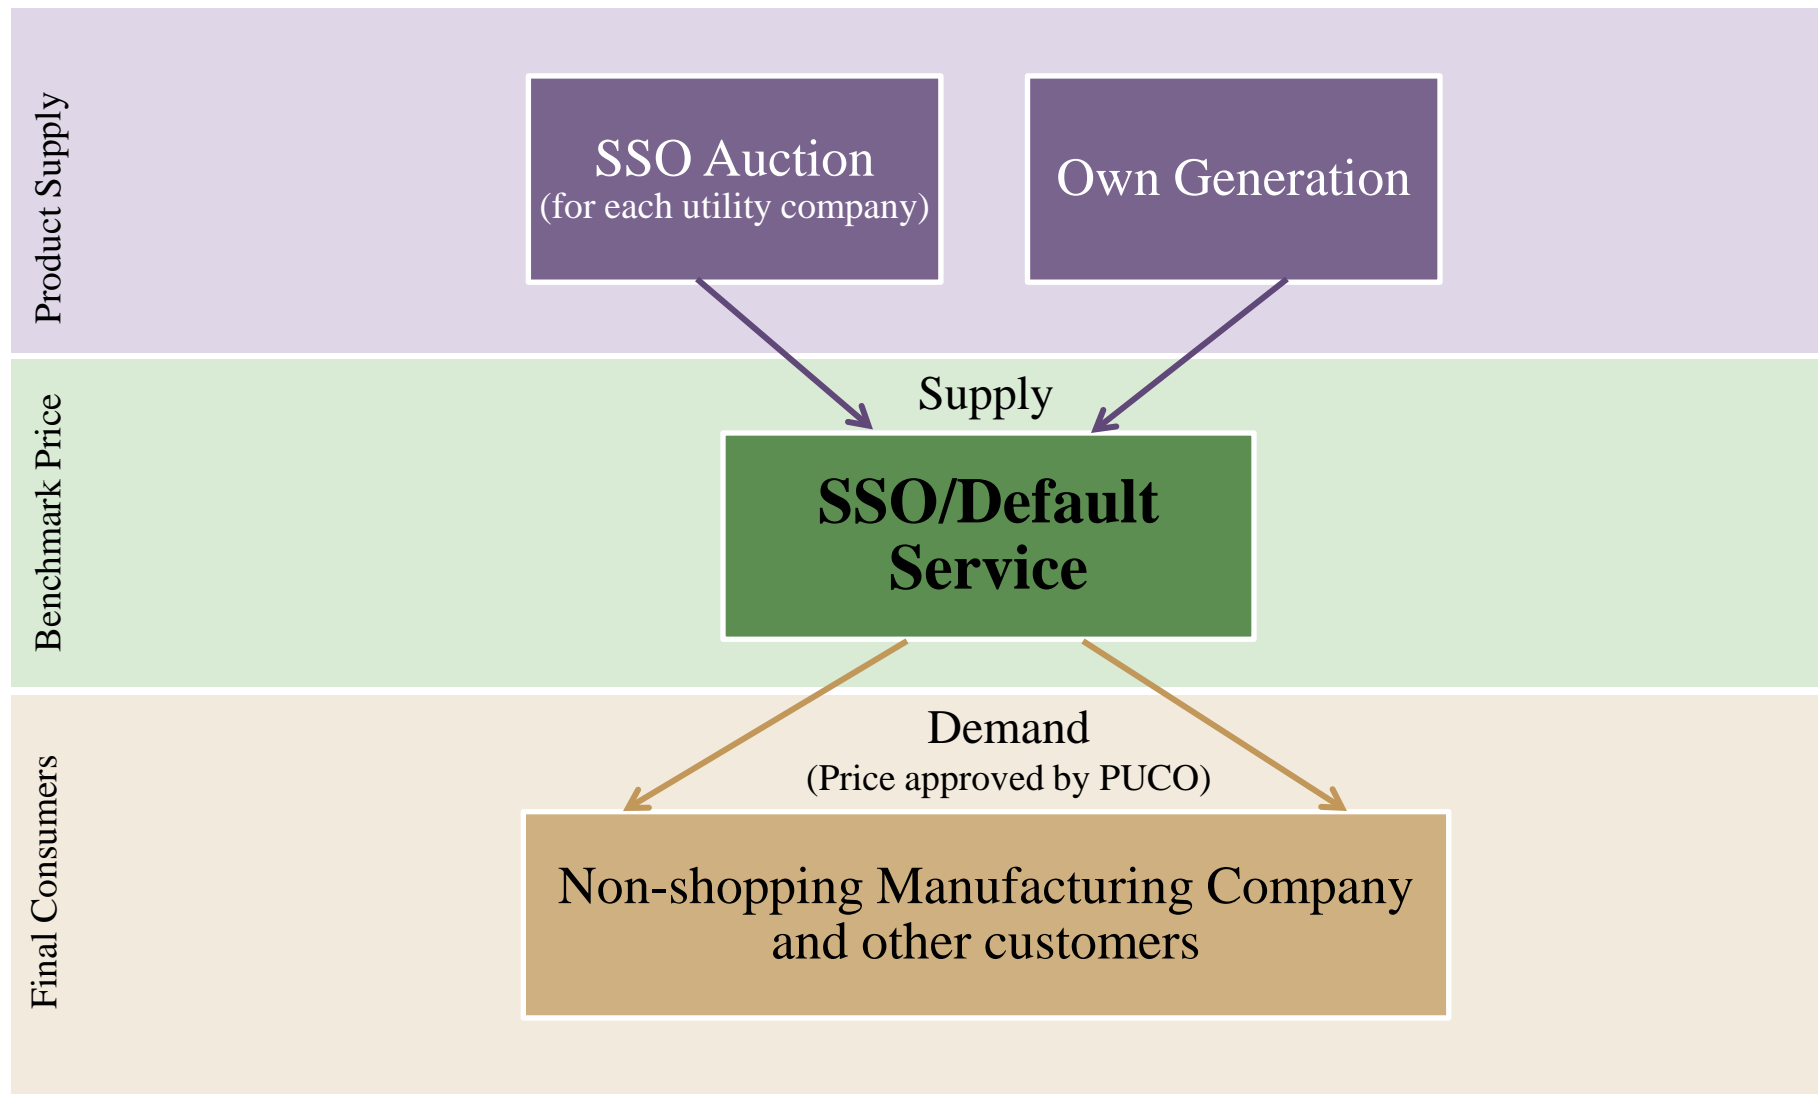 Product Supply
SSO Auction
(for each utility company)
Own Generation
Benchmark Price
Supply
SSO/Default
Service
Final Consumers
Demand
(Price approved by PUCO)
Non-shopping Manufacturing Company
and other customers